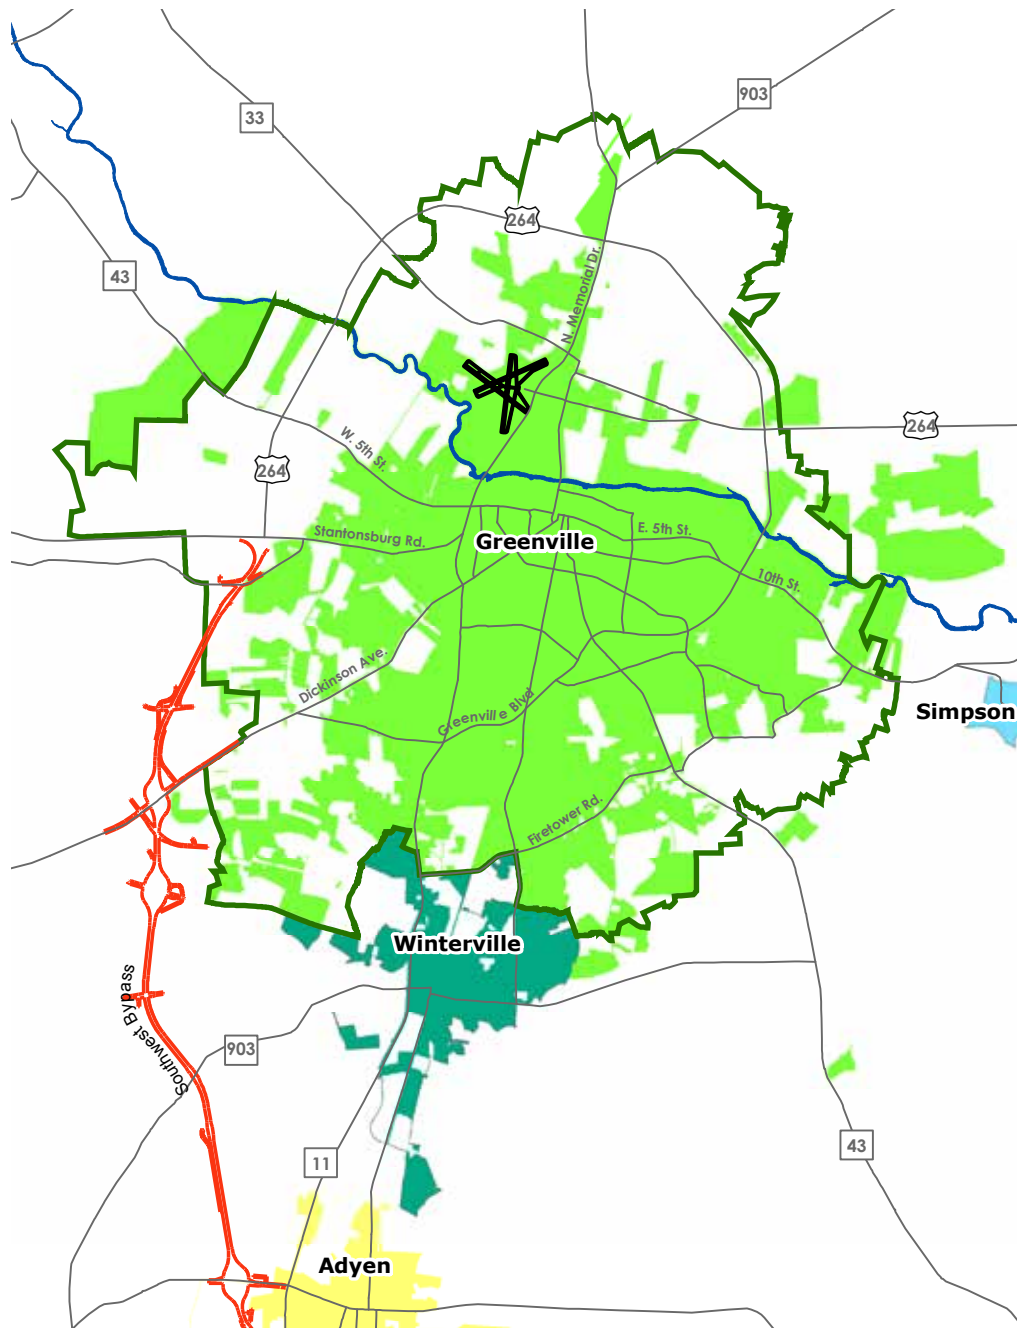 903
33
264
N. Memorial Dr.
43
264
W. 5th St.
264
Stantonsburg Rd.
E. 5th St.
Greenville
10th St.
Dickinson Ave.
Greenville Blvd
Simpson
Firetower Rd.
Winterville
Southwest Bypass
903
43
11
Adyen